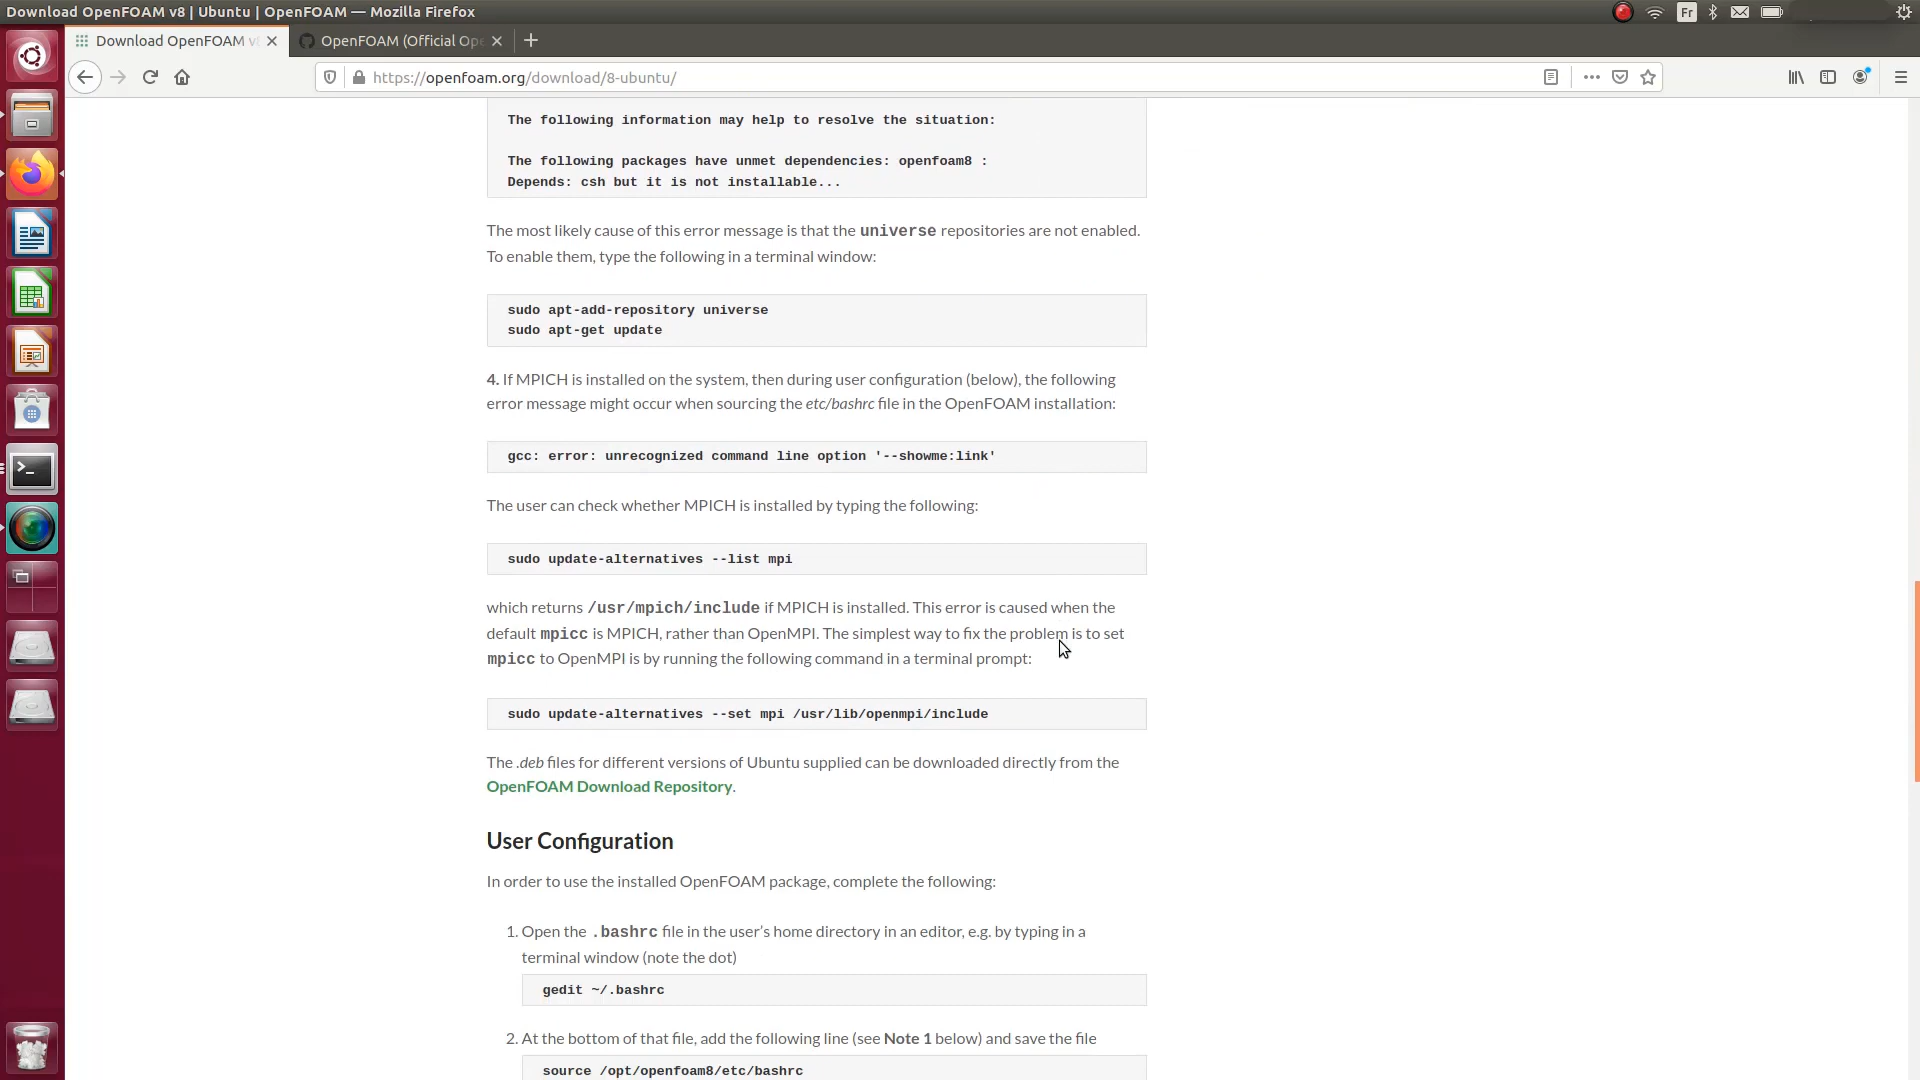 Download OpenFOAM v8 | Ubuntu | OpenFOAM — Mozilla Firefox
Fr
Download OpenFOAM v8
OpenFOAM (Official Ope
https://openfoam.org/download/8-ubuntu/
The following information may help to resolve the situation:
The following packages have unmet dependencies: openfoam8 :
Depends: csh but it is not installable...
The most likely cause of this error message is that the universe repositories are not enabled.
To enable them, type the following in a terminal window:
sudo apt-add-repository universe
sudo apt-get update
4. If MPICH is installed on the system, then during user configuration (below), the following
error message might occur when sourcing the etc/bashrc file in the OpenFOAM installation:
gcc: error: unrecognized command line option '--showme:link'
The user can check whether MPICH is installed by typing the following:
sudo update-alternatives --list mpi
which returns /usr/mpich/include if MPICH is installed. This error is caused when the
default mpicc is MPICH, rather than OpenMPI. The simplest way to fix the problem is to set
mpicc to OpenMPI is by running the following command in a terminal prompt:
sudo update-alternatives --set mpi /usr/lib/openmpi/include
The .deb files for different versions of Ubuntu supplied can be downloaded directly from the
OpenFOAM Download Repository.
User Configuration
In order to use the installed OpenFOAM package, complete the following:
1. Open the .bashrc file in the user’s home directory in an editor, e.g. by typing in a
terminal window (note the dot)
gedit ~/.bashrc
2. At the bottom of that file, add the following line (see Note 1 below) and save the file
source /opt/openfoam8/etc/bashrc